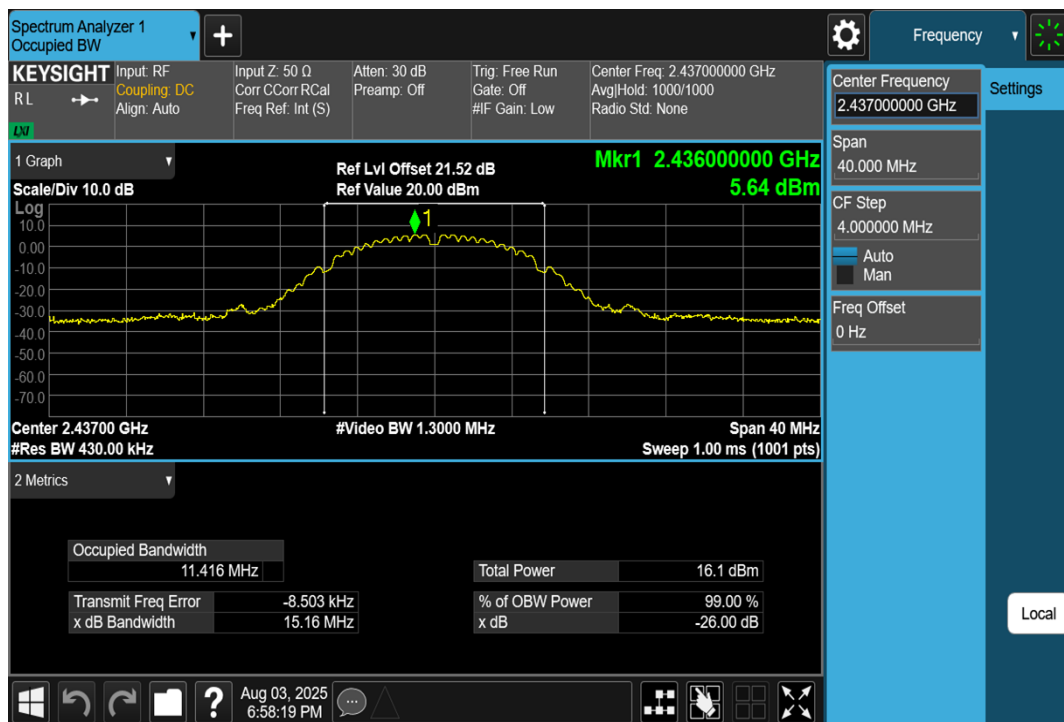 Spectrum Analyzer 1
Occupied BW
+
Frequency
KEYSIGHT
RL
LXI
Input: RF
Coupling: DC
Align: Auto
Input Z: 50 Ω
Corr CCorr RCal
Freq Ref: Int (S)
Atten: 30 dB
Preamp: Off
Trig: Free Run
Gate: Off
#IF Gain: Low
Center Freq: 2.437000000 GHz
Avg|Hold: 1000/1000
Radio Std: None
Center Frequency
2.437000000 GHz
Settings
Span
40.000 MHz
CF Step
4.000000 MHz
Auto
Man
Freq Offset
0 Hz
1 Graph
Scale/Div 10.0 dB
Ref Lvl Offset 21.52 dB
Ref Value 20.00 dBm
Mkr1 2.436000000 GHz
5.64 dBm
Log
1
10.0
0.00
-10.0
-20.0
-30.0
-40.0
-50.0
-60.0
-70.0
Center 2.43700 GHz
#Video BW 1.3000 MHz
Span 40 MHz
#Res BW 430.00 kHz
Sweep 1.00 ms (1001 pts)
2 Metrics
Occupied Bandwidth
11.416 MHz
Total Power 16.1 dBm
Transmit Freq Error -8.503 kHz
% of OBW Power 99.00 %
x dB Bandwidth 15.16 MHz
x dB -26.00 dB
Local
?
Aug 03, 2025
6:58:19 PM